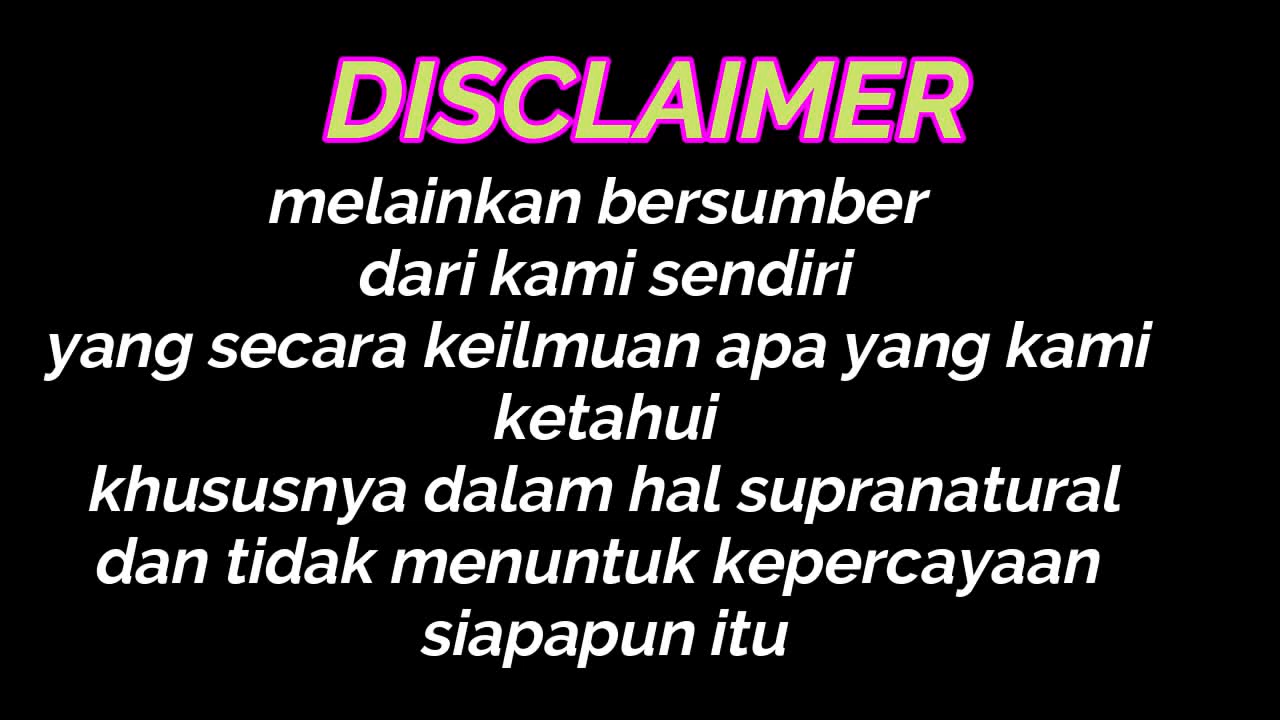 DISCLAIMER
melainkan bersumber
dari kami sendiri
yang secara keilmuan apa yang kami
ketahui
khususnya dalam hal supranatural
dan tidak menuntuk kepercayaan
siapapun itu